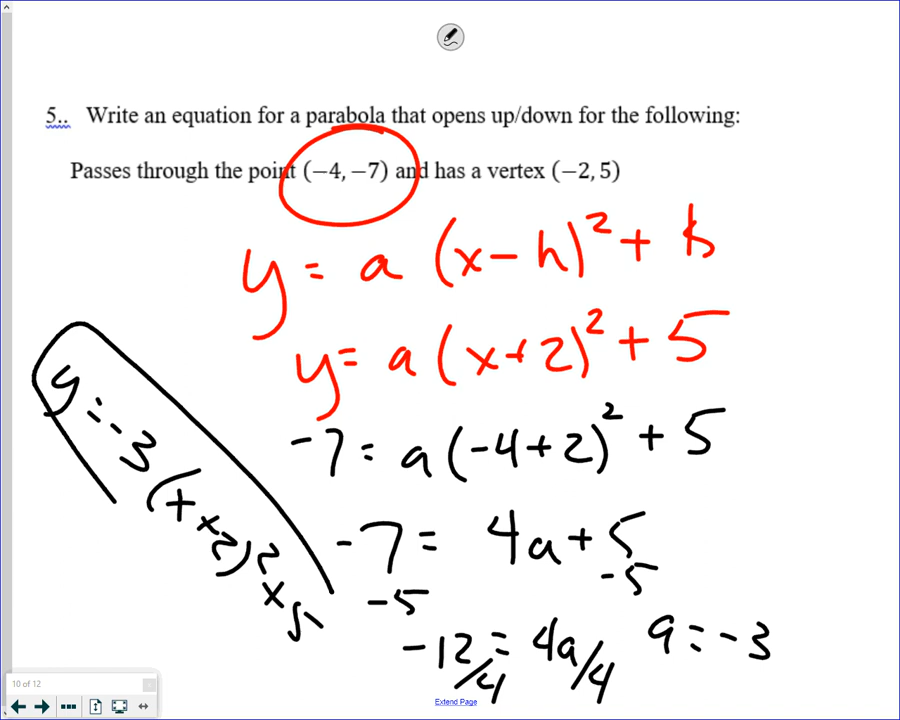 5.. Write an equation for a parabola that opens up/down for the following:
Passes through the point (−4, −7) and has a vertex (−2, 5)
y = a (x − h)² + k
y = a (x + 2)² + 5
-7 = a (-4 + 2)² + 5
-7 = 4a + 5
-5 -5
-12/4 = 4a/4 a = -3
y = -3 (x + 2)² + 5
10 of 12
Extend Page